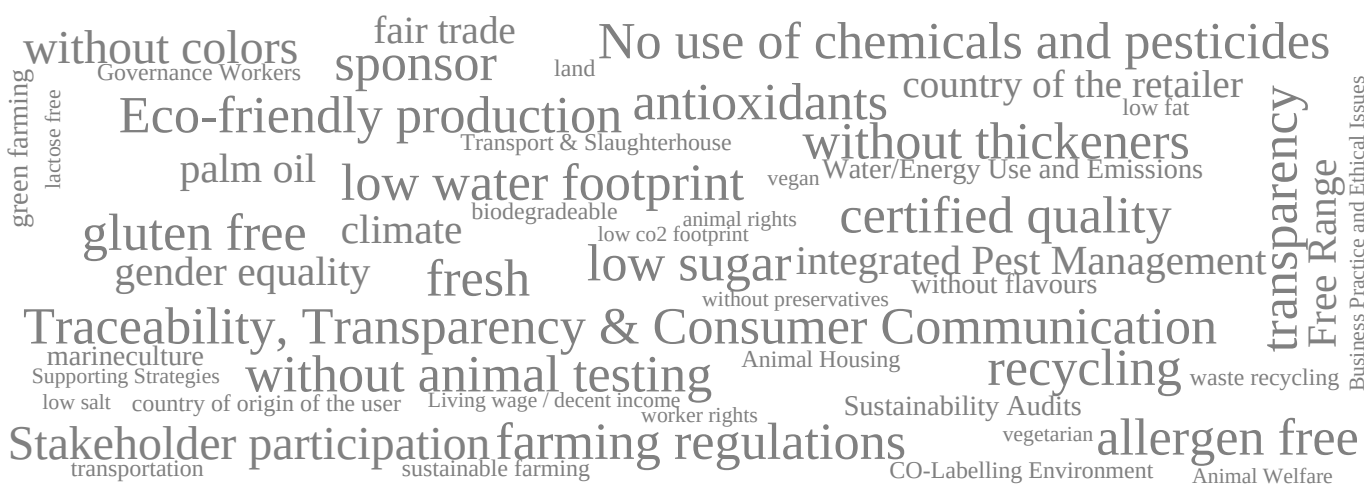 without colors
fair trade
No use of chemicals and pesticides
Governance Workers
sponsor
land
country of the retailer
green farming
lactose free
Eco-friendly production
antioxidants
low fat
Transport & Slaughterhouse
without thickeners
palm oil
low water footprint
vegan
Water/Energy Use and Emissions
transparency
Free Range
Business Practice and Ethical Issues
biodegradeable
animal rights
certified quality
gluten free
climate
low co2 footprint
gender equality
fresh
low sugar
integrated Pest Management
without flavours
without preservatives
Traceability, Transparency & Consumer Communication
marineculture
Animal Housing
Supporting Strategies
without animal testing
recycling
waste recycling
low salt
country of origin of the user
Living wage / decent income
worker rights
Sustainability Audits
Stakeholder participation
farming regulations
vegetarian
allergen free
transportation
sustainable farming
CO-Labelling Environment
Animal Welfare